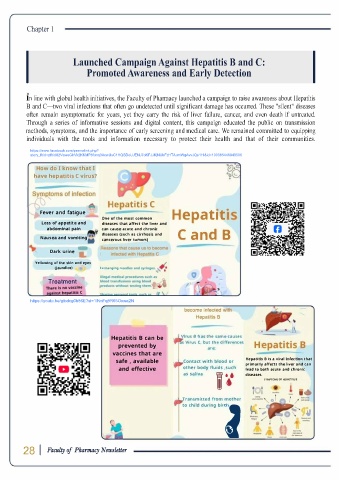 Chapter 1
Launched Campaign Against Hepatitis B and C:
Promoted Awareness and Early Detection
In line with global health initiatives, the Faculty of Pharmacy launched a campaign to raise awareness about Hepatitis
B and C—two viral infections that often go undetected until significant damage has occurred. These "silent" diseases
often remain asymptomatic for years, yet they carry the risk of liver failure, cancer, and even death if untreated.
Through a series of informative sessions and digital content, this campaign educated the public on transmission
methods, symptoms, and the importance of early screening and medical care. We remained committed to equipping
individuals with the tools and information necessary to protect their health and that of their communities.
How do I know that I
have hepatitis C virus?
Symptoms of infection
Fever and fatigue
Loss of appetite and
abdominal pain
Nausea and vomiting
Dark urine
Yellowing of the skin and eyes
(jaundice)
Treatment
There is no vaccine
against hepatitis C
Hepatitis C
One of the most common
diseases that affect the liver and
can cause acute and chronic
diseases (such as cirrhosis and
cancerous liver tumors)
Reasons that cause us to become
infected with Hepatitis C
Exchanging needles and syringes
Illegal medical procedures such as
blood transfusions using blood
products without testing them
Hepatitis
C and B
Hepatitis B can be
prevented by
vaccines that are
safe , available
and effective
become infected with
Hepatitis B
Virus B has the same causes
as Virus C, but the differences
are:
Contact with blood or
other body fluids, such
as saliva
Transmitted from mother
to child during birth
Hepatitis B
Hepatitis B is a viral infection that
primarily affects the liver and can
lead to both acute and chronic
diseases
SYMPTOMS OF HEPATITIS B
28 | Faculty of Pharmacy Newsletter